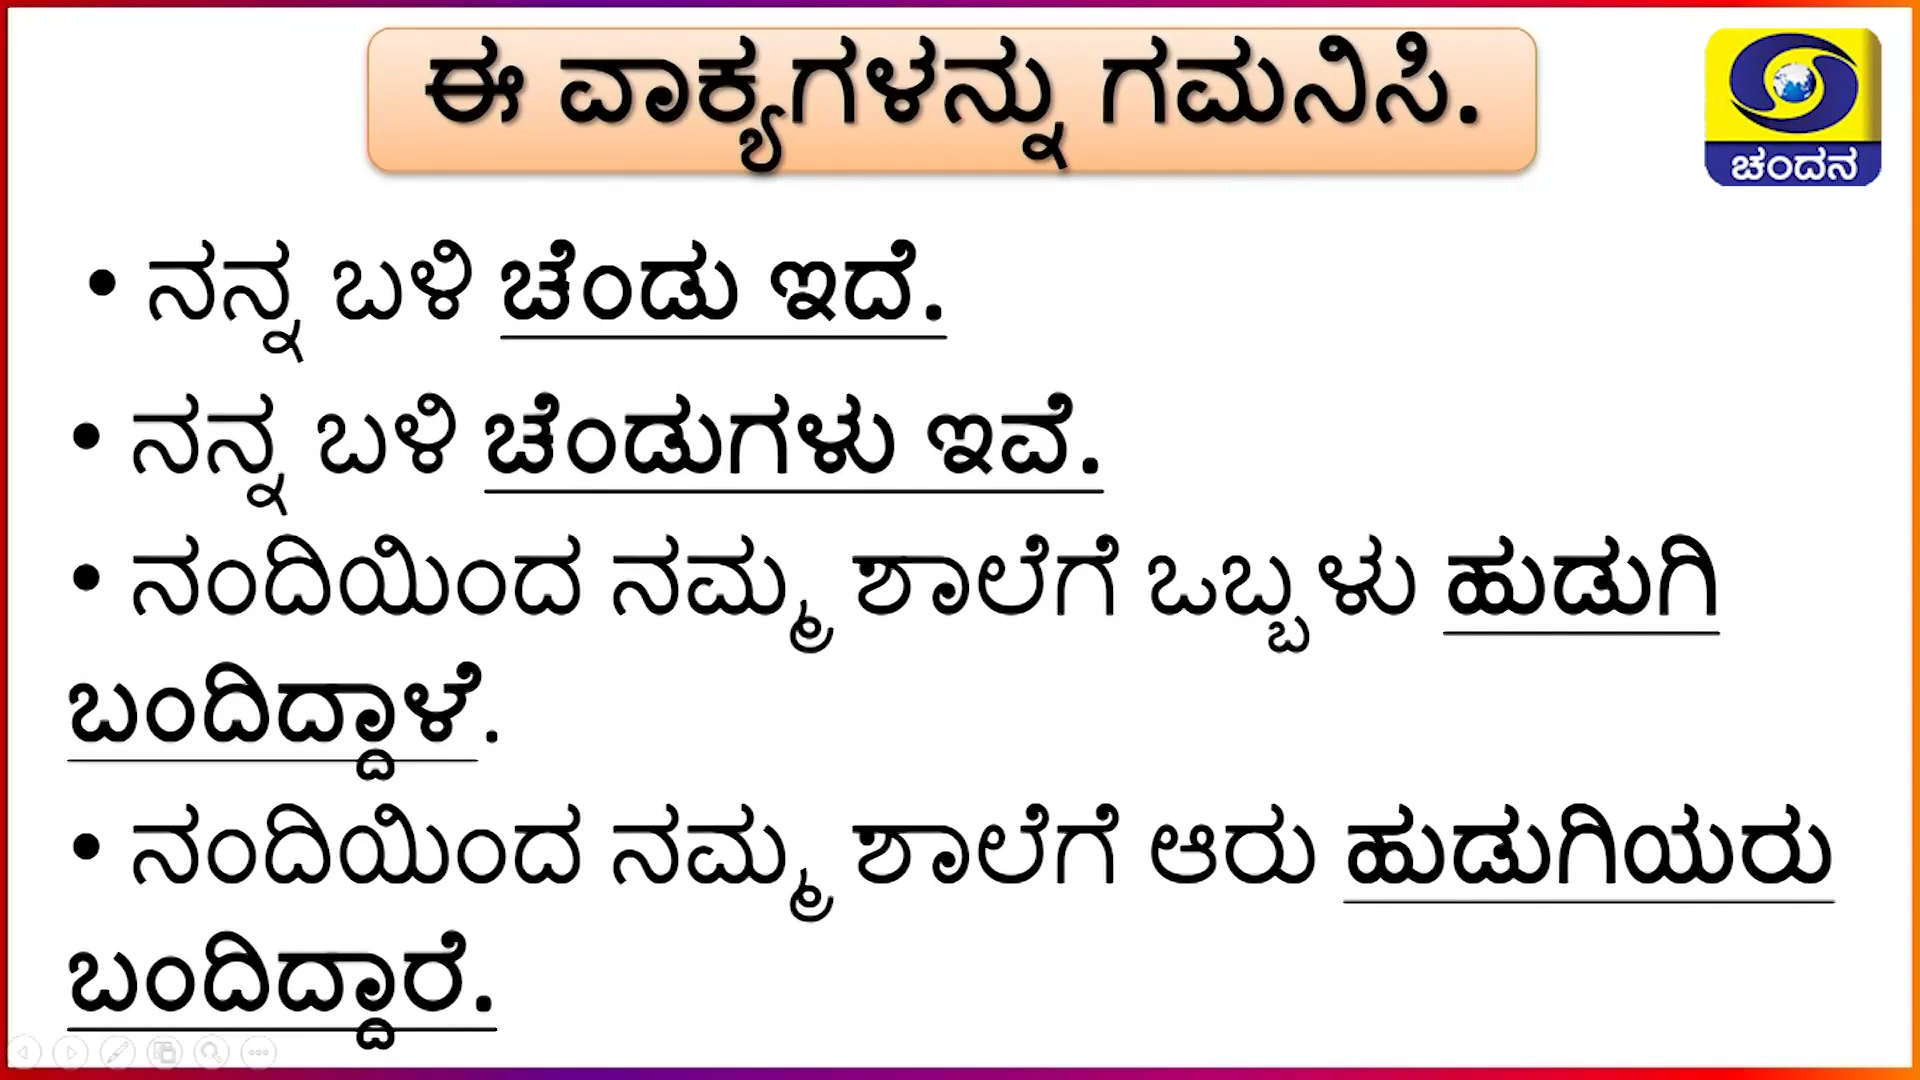 ಈ ವಾಕ್ಯಗಳನ್ನು ಗಮನಿಸಿ.
ಚಂದನ
• ನನ್ನ ಬಳಿ ಚೆಂಡು ಇದೆ.
• ನನ್ನ ಬಳಿ ಚೆಂಡುಗಳು ಇವೆ.
• ನಂದಿಯಿಂದ ನಮ್ಮ ಶಾಲೆಗೆ ಒಬ್ಬಳು ಹುಡುಗಿ
ಬಂದಿದ್ದಾಳೆ.
• ನಂದಿಯಿಂದ ನಮ್ಮ ಶಾಲೆಗೆ ಆರು ಹುಡುಗಿಯರು
ಬಂದಿದ್ದಾರೆ.